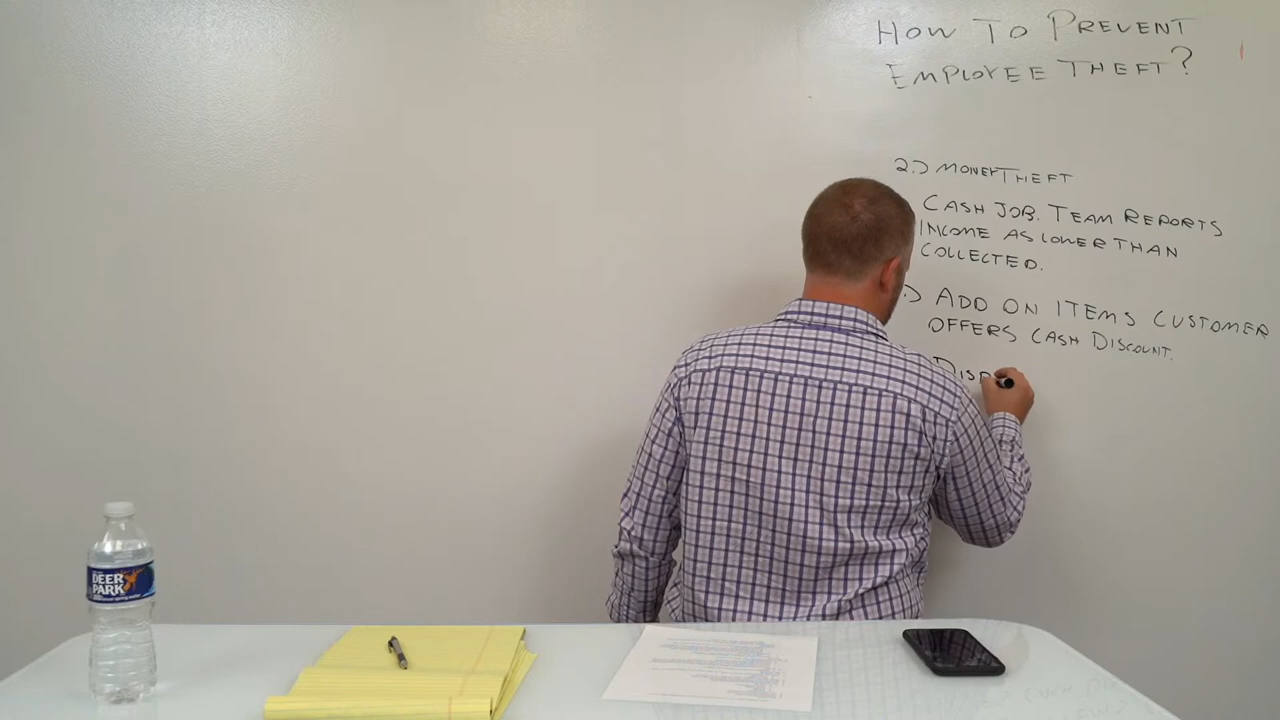 HOW TO PREVENT
EMPLOYEE THEFT?
2.) MONEY THEFT
CASH JOB. TEAM REPORTS
INCOME AS LOWER THAN
COLLECTED.
.) ADD ON ITEMS CUSTOMER
OFFERS CASH DISCOUNT.
DISP
DEER
PARK